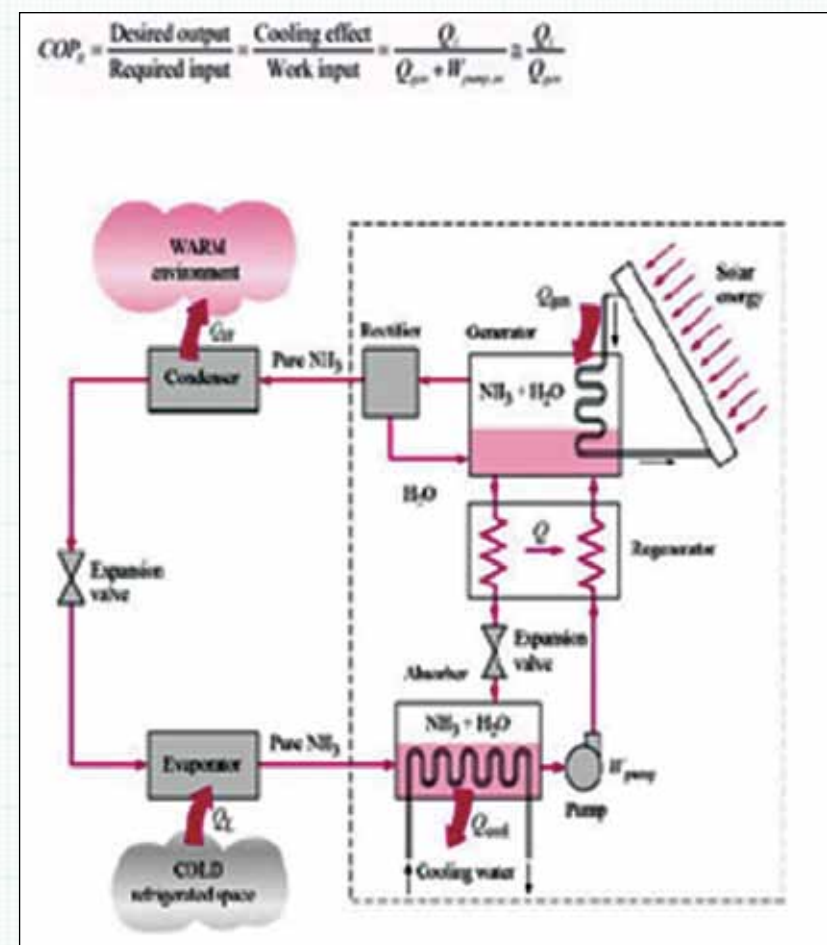 COP_R = Desired output / Required input = Cooling effect / Work input = Q_L / (Q_gen + W_pump,in) ≅ Q_L / Q_gen
WARM
environment
Solar
energy
Q_gen
Q_H
Rectifier
Generator
Pure NH₃
Condenser
NH₃ + H₂O
H₂O
Q
Regenerator
Expansion
valve
Expansion
valve
Absorber
NH₃ + H₂O
Pure NH₃
Evaporator
W_pump
Pump
Q_L
Q_cool
COLD
refrigerated space
Cooling water